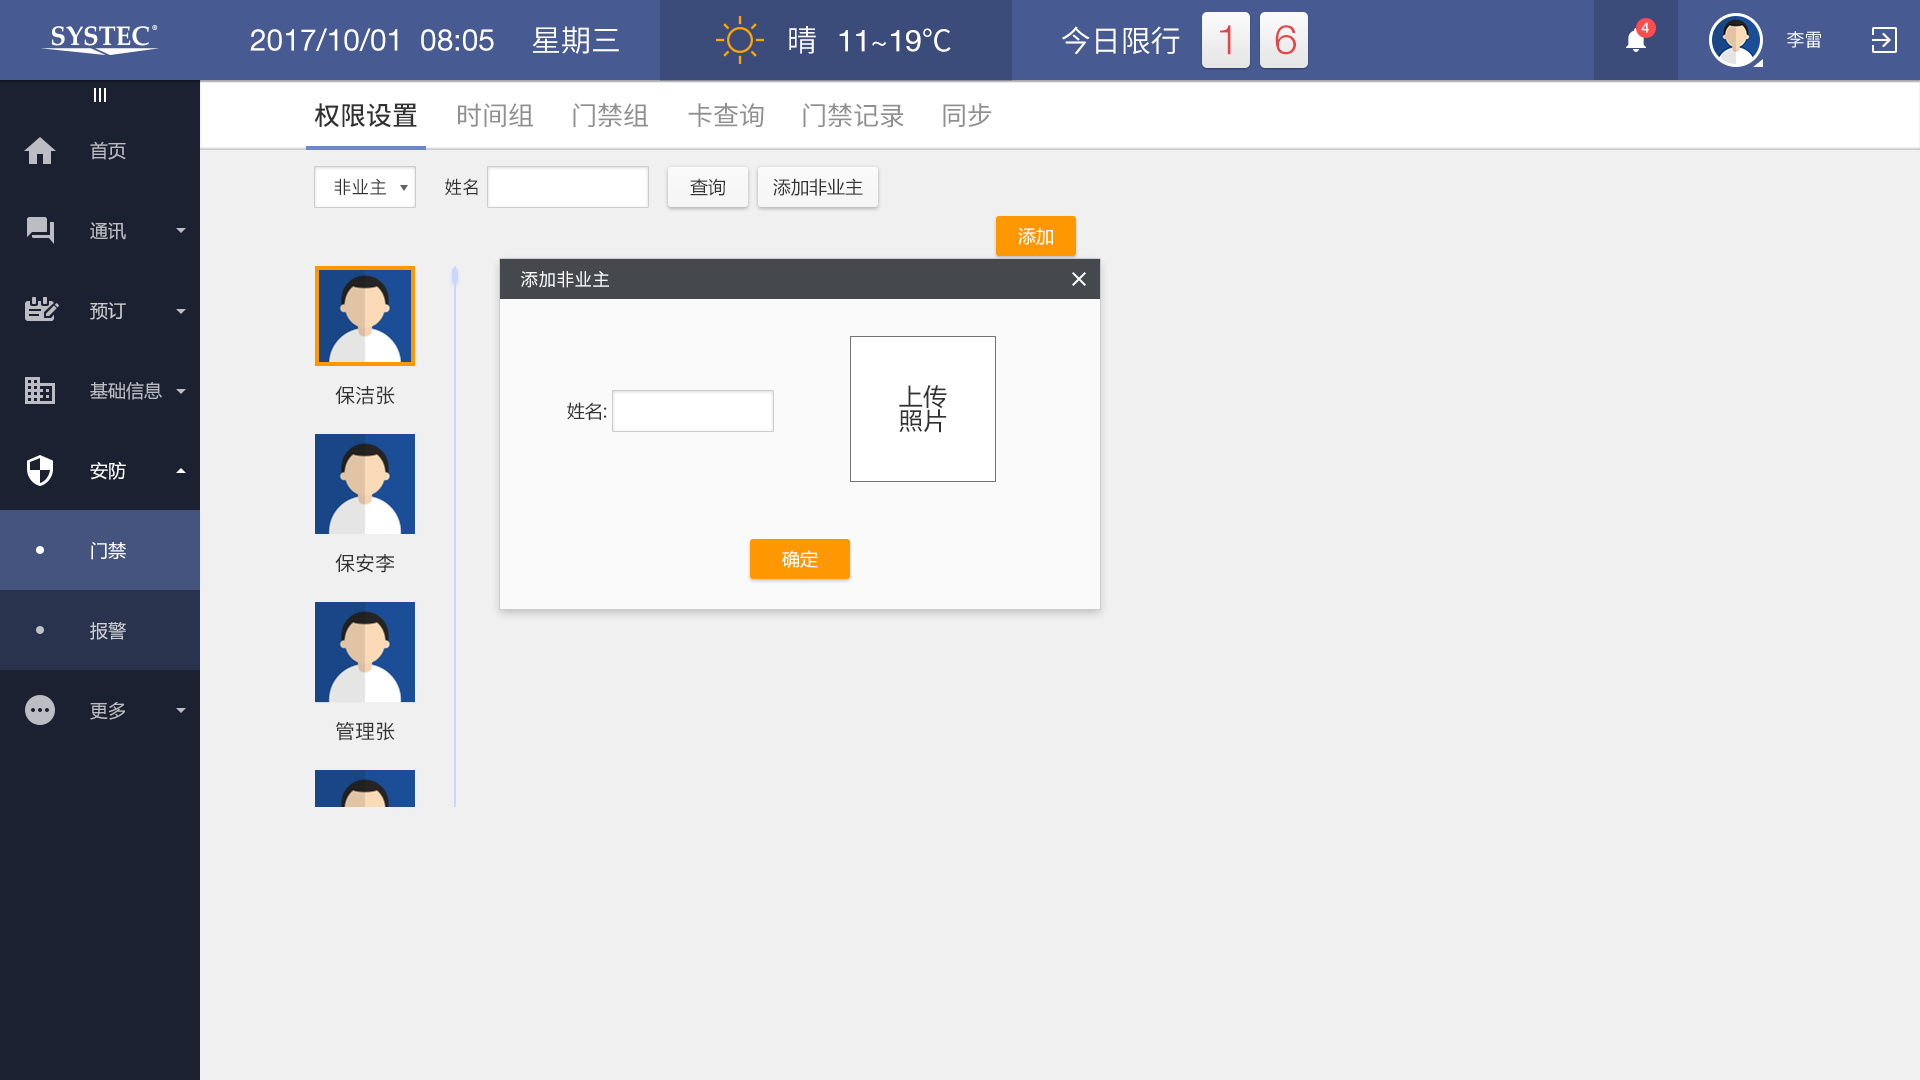 SYSTEC®
2017/10/01 08:05 星期三
晴 11~19°C
今日限行 1 6
4
李雷
首页
通讯
预订
基础信息
安防
门禁
报警
更多
权限设置 时间组 门禁组 卡查询 门禁记录 同步
非业主 姓名 查询 添加非业主
添加
保洁张
保安李
管理张
添加非业主
姓名:
上传
照片
确定